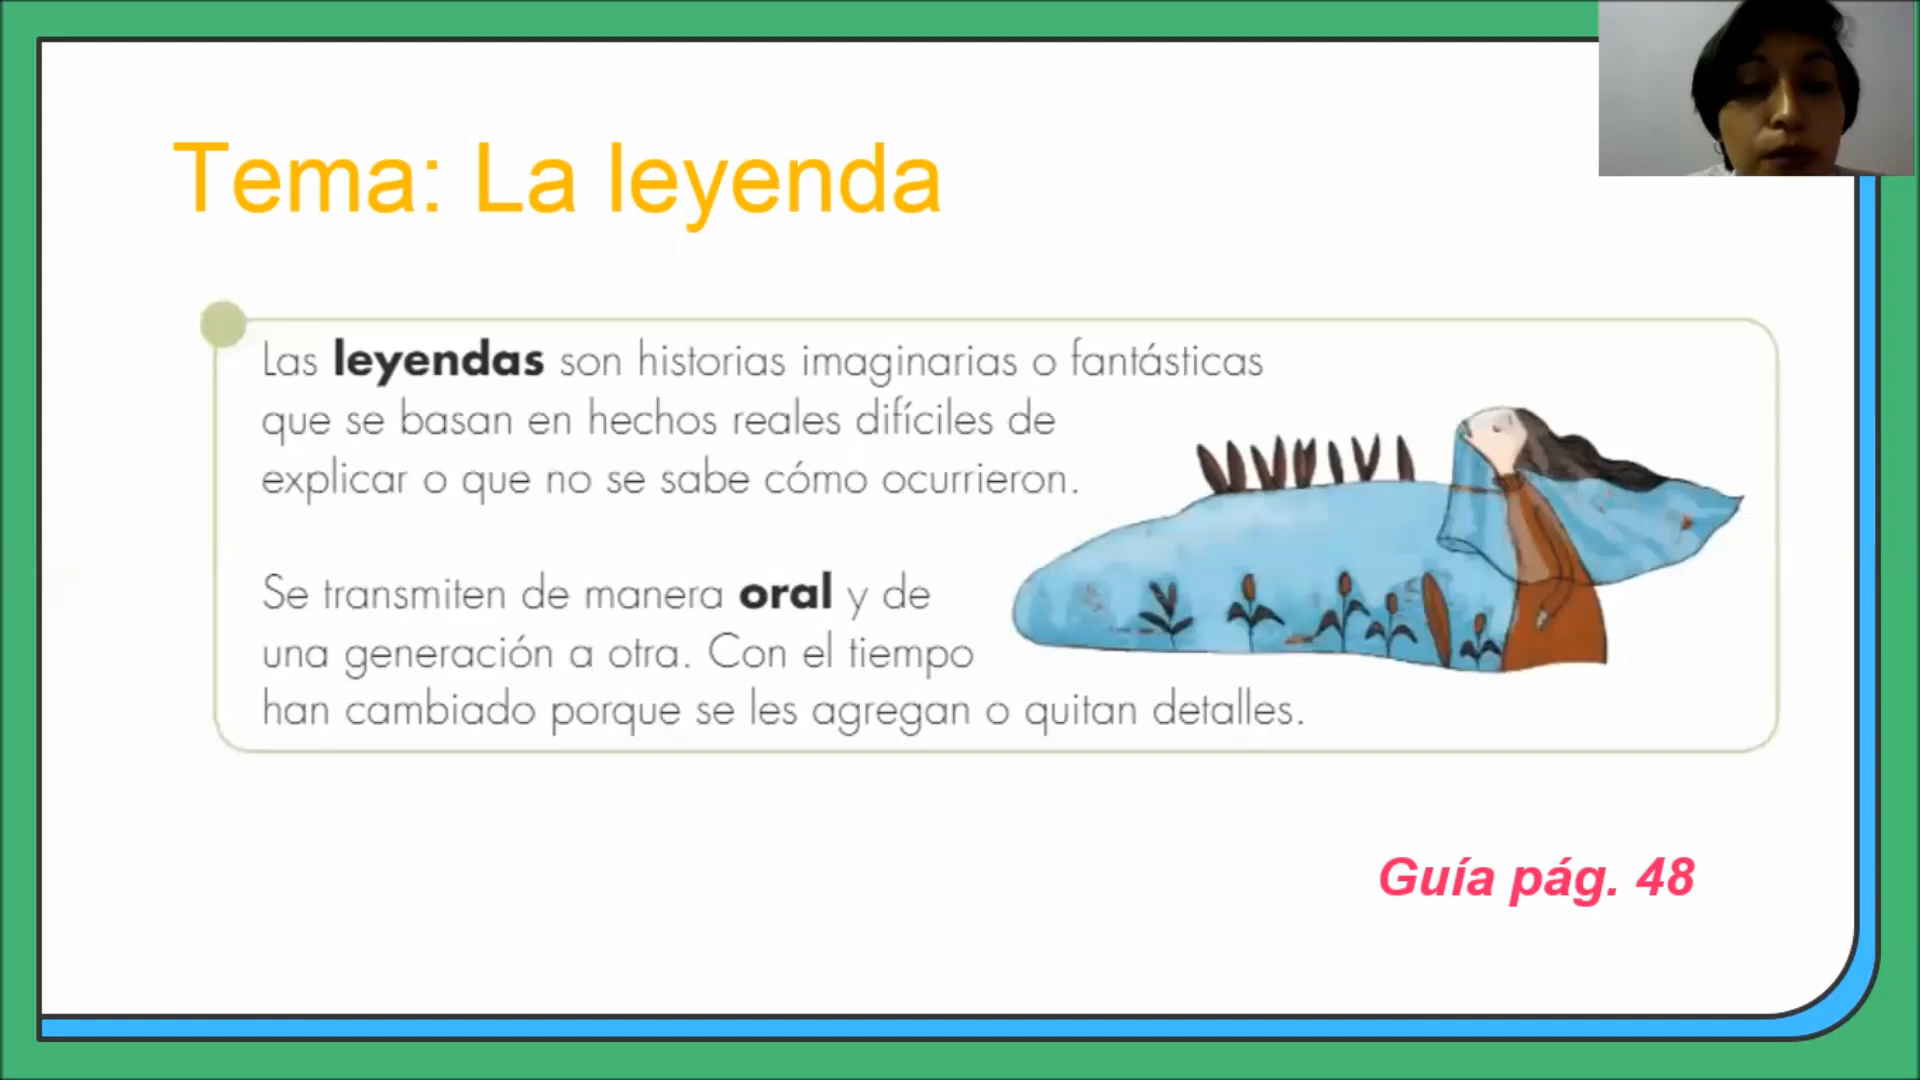 Tema: La leyenda
Las leyendas son historias imaginarias o fantásticas
que se basan en hechos reales difíciles de
explicar o que no se sabe cómo ocurrieron.
Se transmiten de manera oral y de
una generación a otra. Con el tiempo
han cambiado porque se les agregan o quitan detalles.
Guía pág. 48